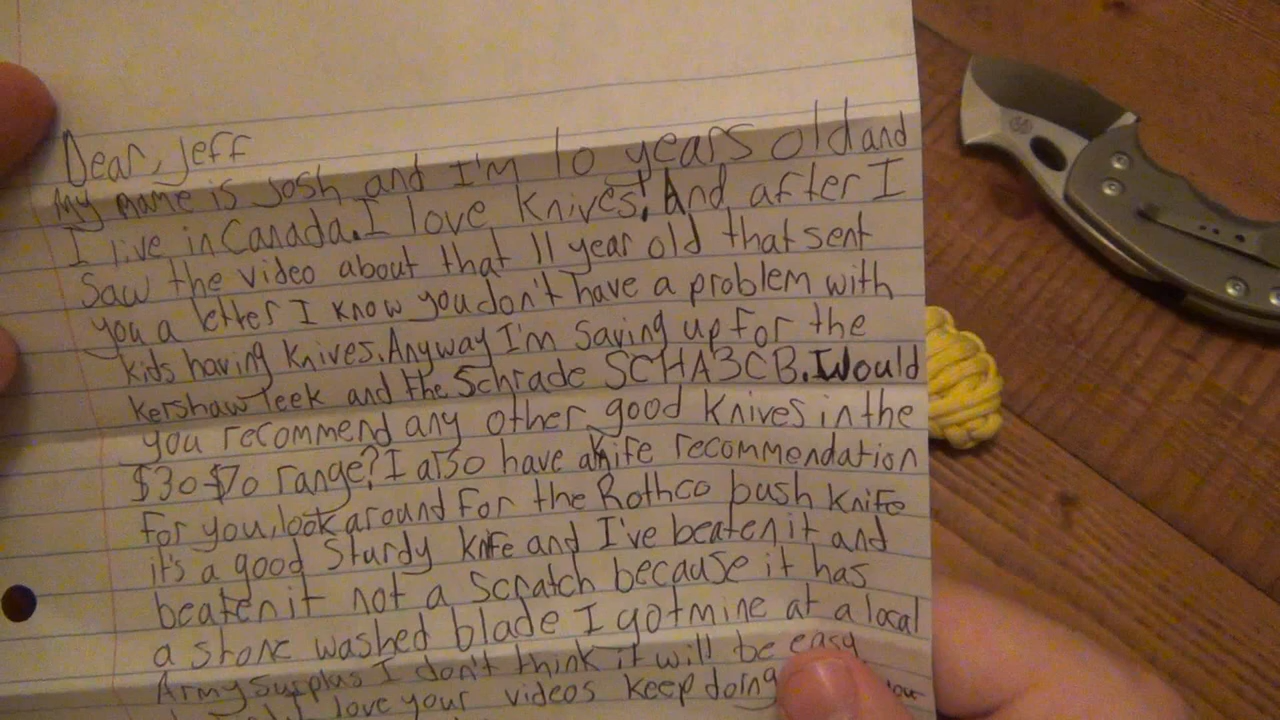 Dear, Jeff
My name is Josh and I'm 10 years old and
I live in Canada. I love Knives! And after I
Saw the video about that 11 year old that sent
you a letter I know you don't have a problem with
kids having Knives. Anyway I'm Saving up for the
Kershaw leek and the Schrade SCHA3CB. Would
you recommend any other good Knives in the
$30-$70 range? I also have a Knife recommendation
For you, look around For the Rothco bush Knife
it's a good Sturdy knife and I've beaten it and
beaten it not a Scratch because it has
a stone washed blade I got mine at a local
Army Surplus I don't think it will be easy
love your videos keep doing